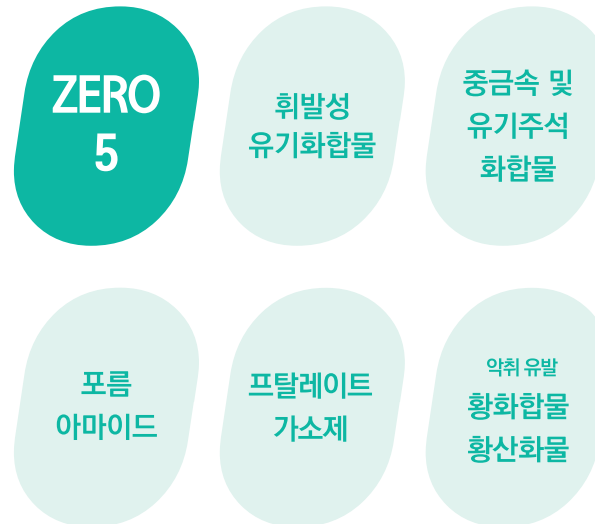 ZERO
5
휘발성
유기화합물
중금속 및
유기주석
화합물
포름
아마이드
프탈레이트
가소제
악취 유발
황화합물
황산화물